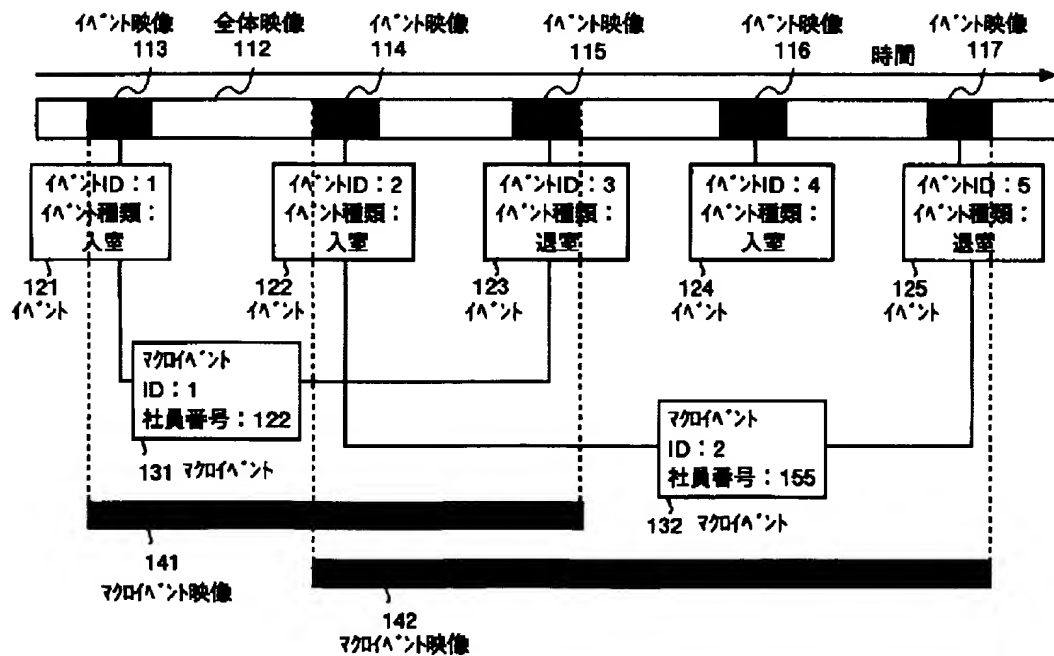 イベント映像 全体映像 イベント映像 イベント映像 イベント映像 イベント映像
113 112 114 115 116 時間 117
イベントID：1
イベント種類：
入室
121
イベント
イベントID：2
イベント種類：
入室
122 イベント
イベントID：3
イベント種類：
退室
123
イベント
イベントID：4
イベント種類：
入室
124
イベント
イベントID：5
イベント種類：
退室
125
イベント
マクロイベント
ID：1
社員番号：122
131 マクロイベント
マクロイベント
ID：2
社員番号：155
132 マクロイベント
141
マクロイベント映像
142
マクロイベント映像